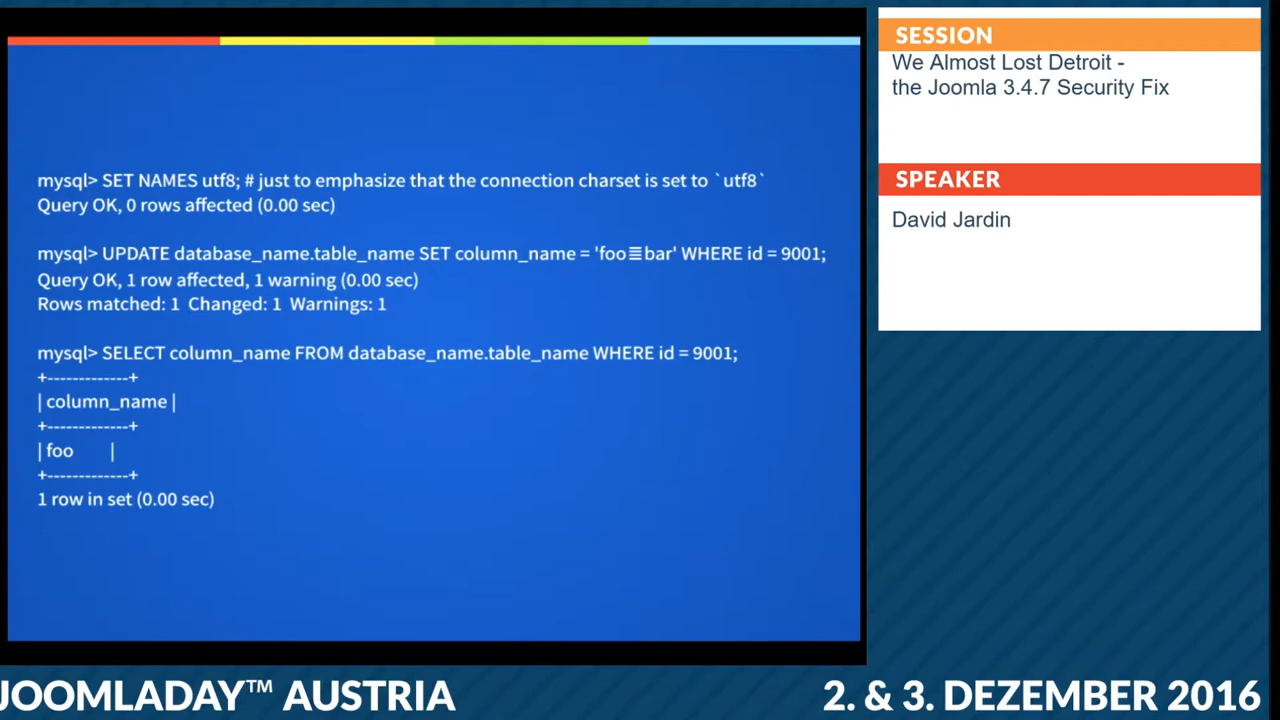 mysql> SET NAMES utf8; # just to emphasize that the connection charset is set to `utf8`
Query OK, 0 rows affected (0.00 sec)
mysql> UPDATE database_name.table_name SET column_name = 'foo𝌆bar' WHERE id = 9001;
Query OK, 1 row affected, 1 warning (0.00 sec)
Rows matched: 1 Changed: 1 Warnings: 1
mysql> SELECT column_name FROM database_name.table_name WHERE id = 9001;
+-------------+
| column_name |
+-------------+
| foo |
+-------------+
1 row in set (0.00 sec)
SESSION
We Almost Lost Detroit -
the Joomla 3.4.7 Security Fix
SPEAKER
David Jardin
JOOMLADAY™ AUSTRIA
2. & 3. DEZEMBER 2016